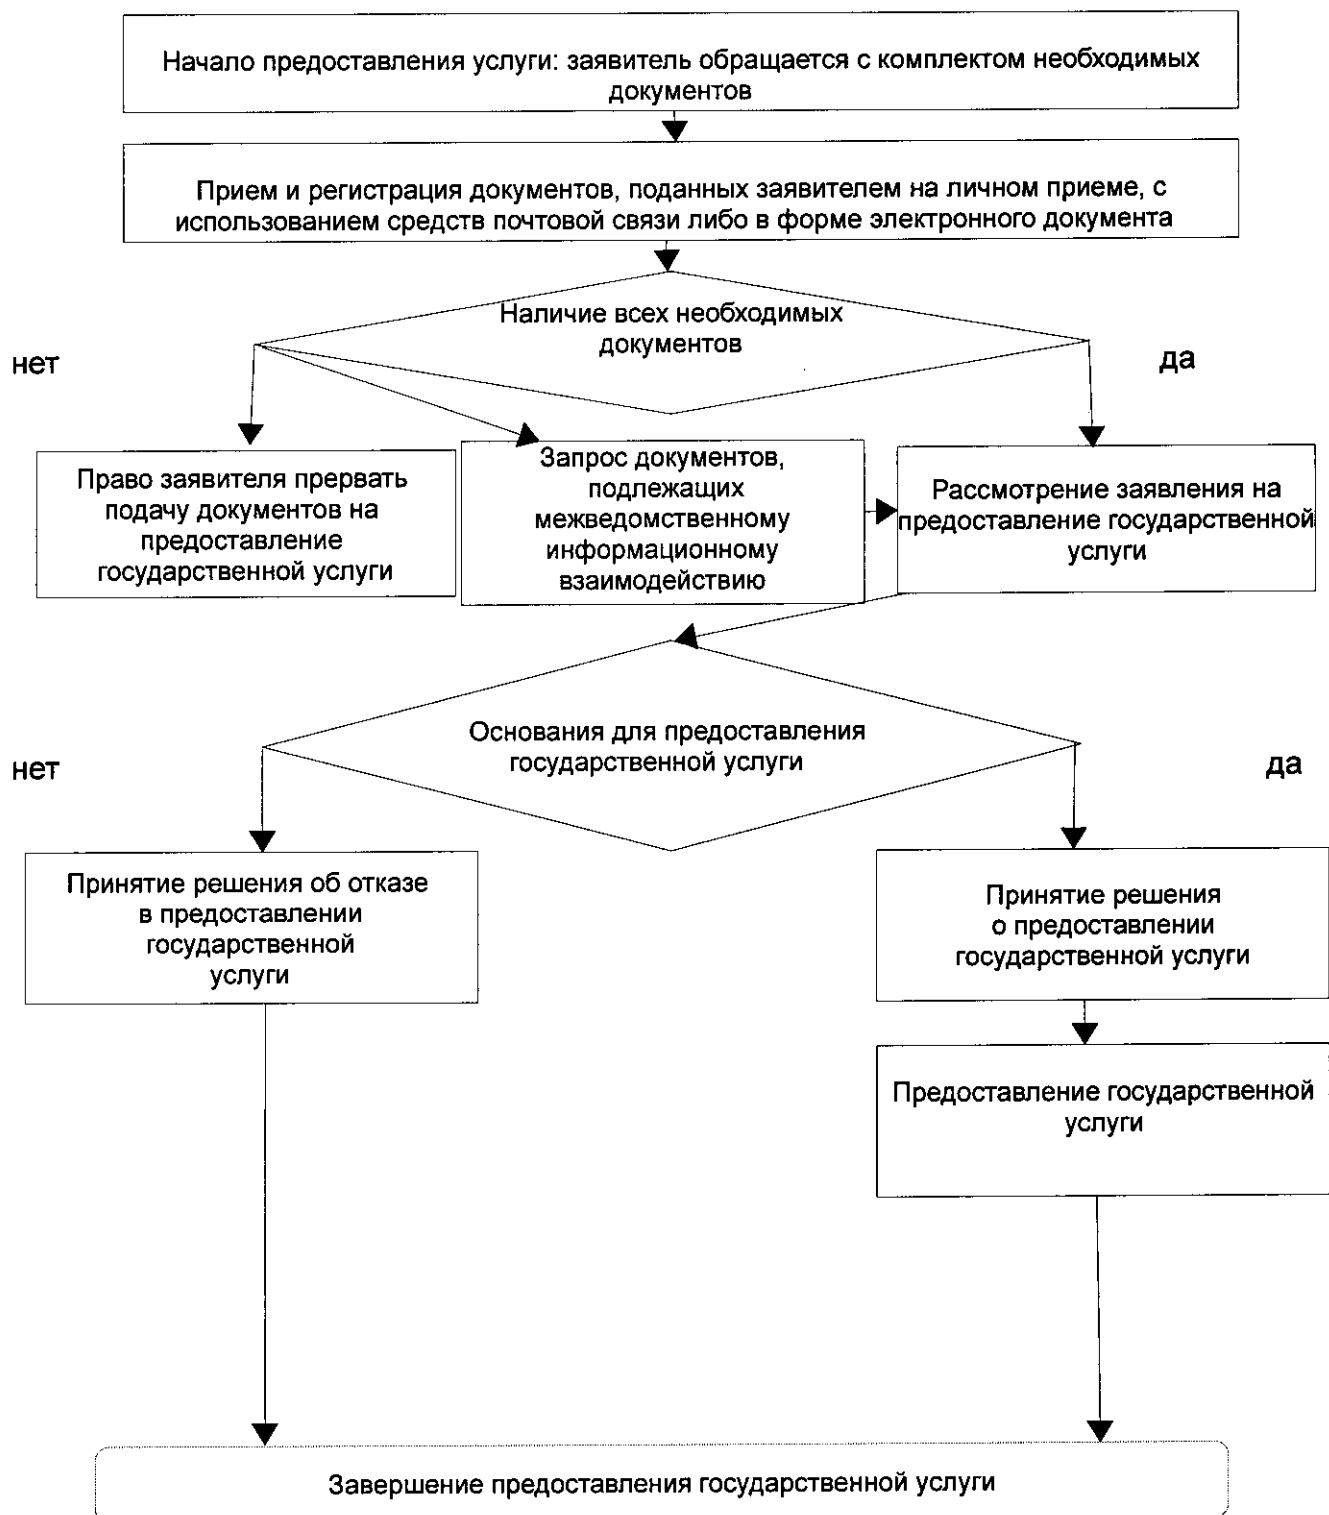 Начало предоставления услуги: заявитель обращается с комплектом необходимых
документов
Прием и регистрация документов, поданных заявителем на личном приеме, с
использованием средств почтовой связи либо в форме электронного документа
Наличие всех необходимых
документов
нет
да
Право заявителя прервать
подачу документов на
предоставление
государственной услуги
Запрос документов,
подлежащих
межведомственному
информационному
взаимодействию
Рассмотрение заявления на
предоставление государственной
услуги
Основания для предоставления
государственной услуги
нет
да
Принятие решения об отказе
в предоставлении
государственной
услуги
Принятие решения
о предоставлении
государственной услуги
Предоставление государственной
услуги
Завершение предоставления государственной услуги